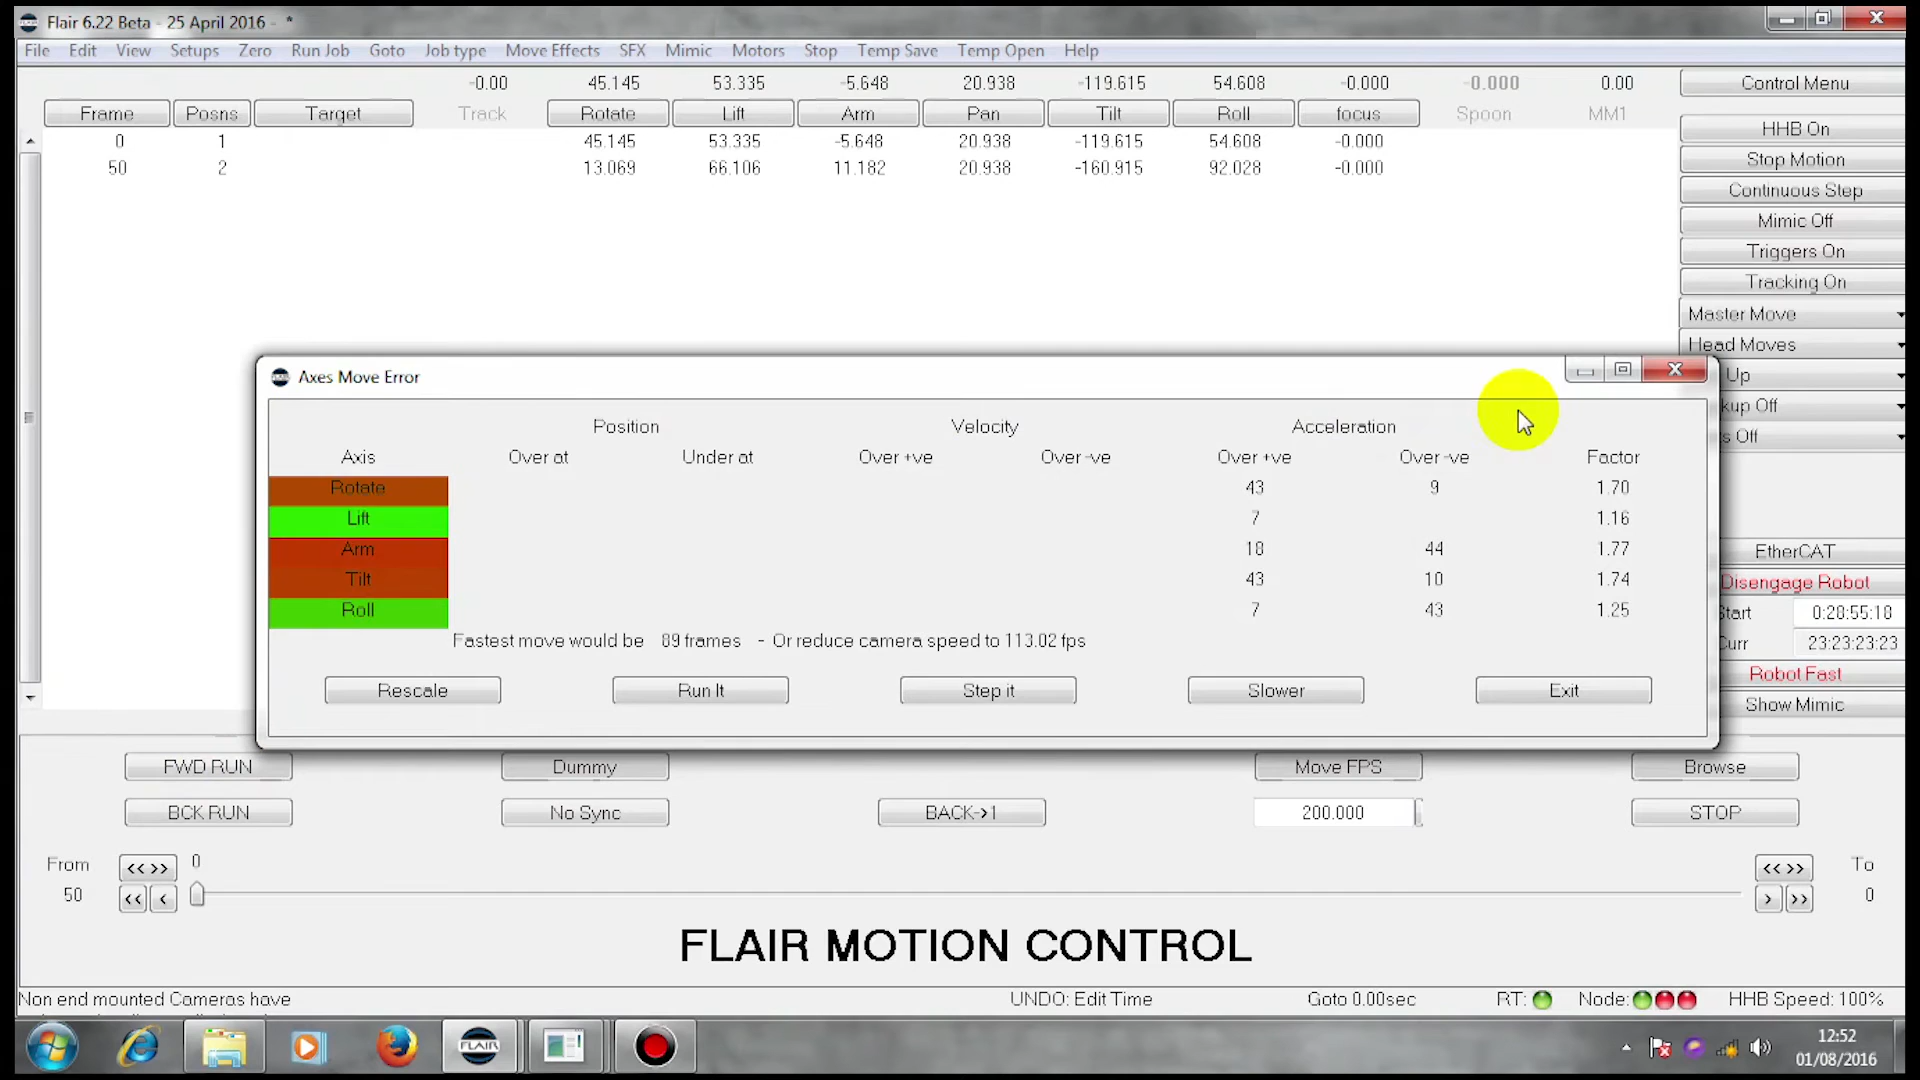 Flair 6.22 Beta - 25 April 2016 - *
File Edit View Setups Zero Run Job Goto Job type Move Effects SFX Mimic Motors Stop Temp Save Temp Open Help
-0.00 45.145 53.335 -5.648 20.938 -119.615 54.608 -0.000 -0.000 0.00
Frame Posns Target Track Rotate Lift Arm Pan Tilt Roll focus Spoon MM1
0 1 45.145 53.335 -5.648 20.938 -119.615 54.608 -0.000
50 2 13.069 66.106 11.182 20.938 -160.915 92.028 -0.000
Control Menu
HHB On
Stop Motion
Continuous Step
Mimic Off
Triggers On
Tracking On
Master Move
Head Moves
Up
kup Off
s Off
EtherCAT
Disengage Robot
Start 0:28:55:18
urr 23:23:23:23
Robot Fast
Show Mimic
Axes Move Error
Position Velocity Acceleration
Axis Over at Under at Over +ve Over -ve Over +ve Over -ve Factor
Rotate 43 9 1.70
Lift 7 1.16
Arm 18 44 1.77
Tilt 43 10 1.74
Roll 7 43 1.25
Fastest move would be 89 frames - Or reduce camera speed to 113.02 fps
Rescale Run It Step it Slower Exit
FWD RUN Dummy Move FPS Browse
BCK RUN No Sync BACK->1 200.000 STOP
From << >> 0 << >> To
50 << < > >> 0
FLAIR MOTION CONTROL
Non end mounted Cameras have UNDO: Edit Time Goto 0.00sec RT: Node: HHB Speed: 100%
FLAIR
12:52
01/08/2016